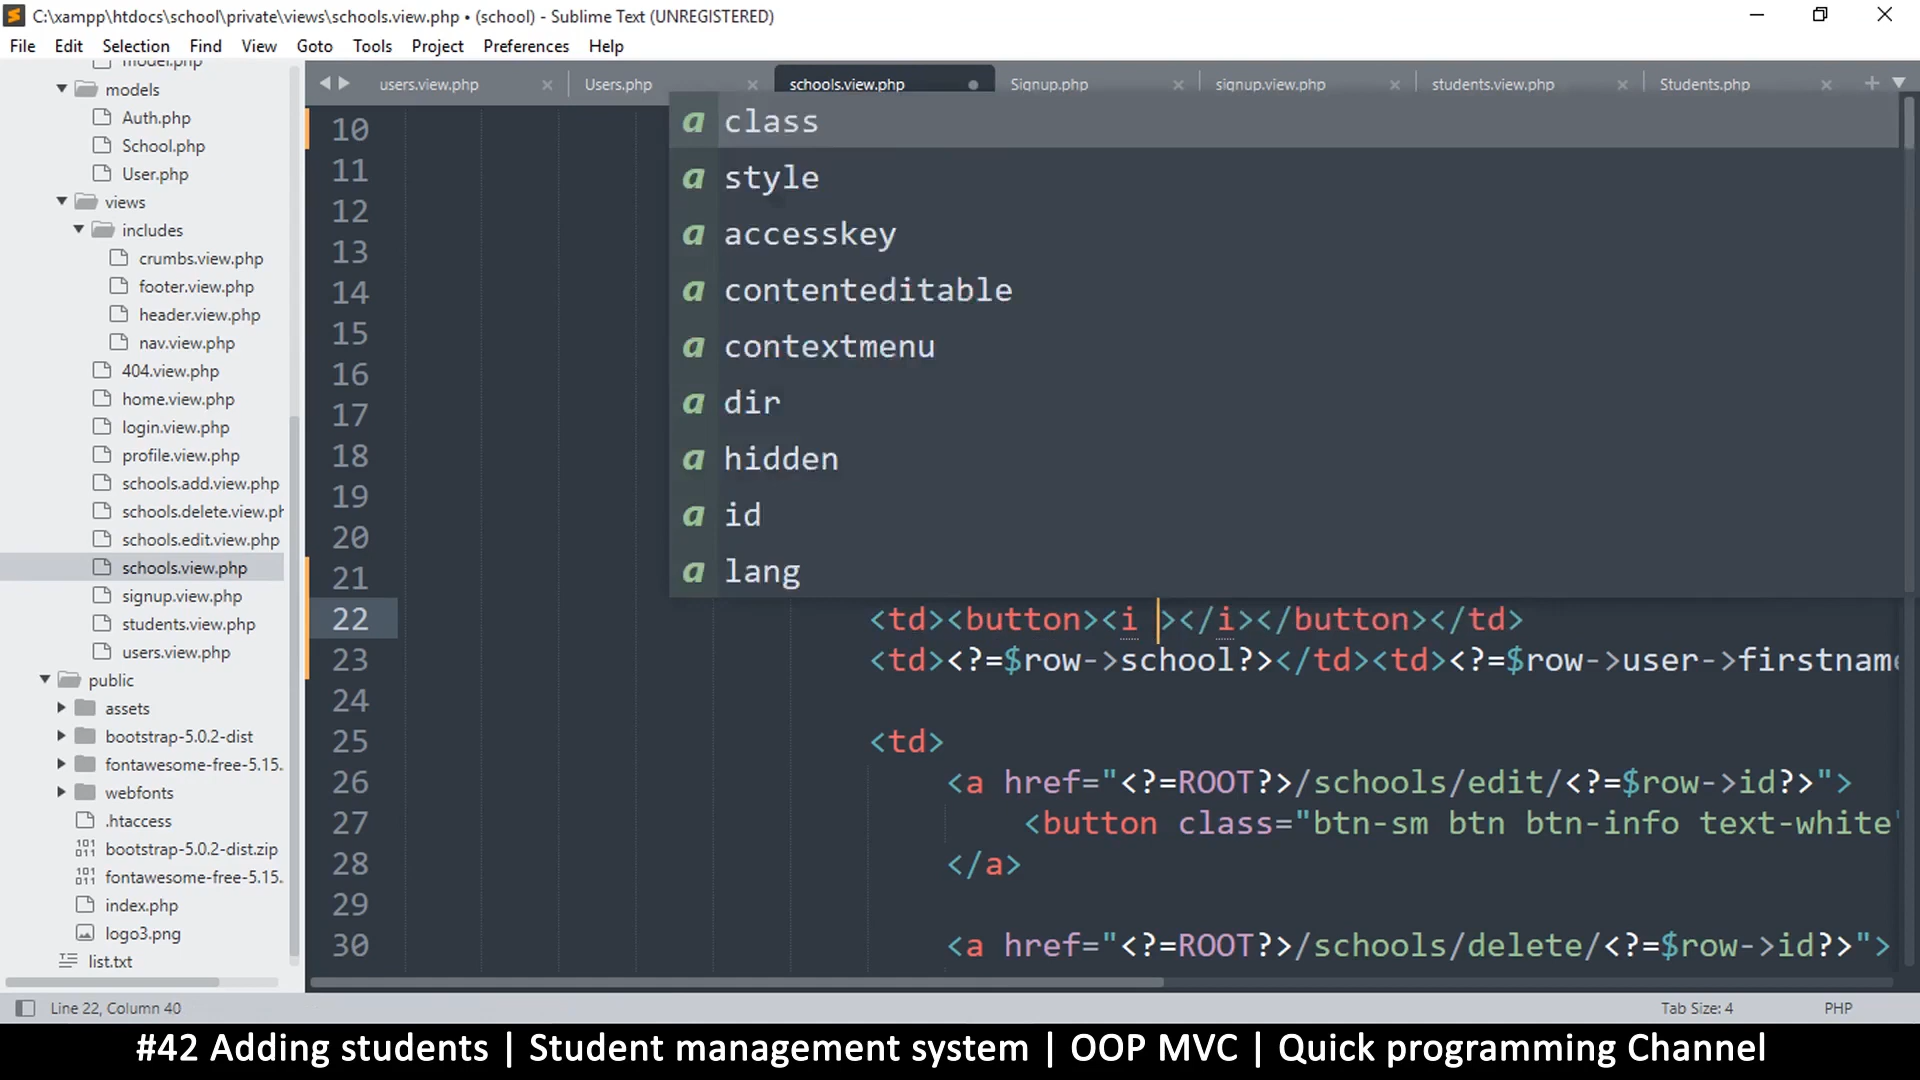 C:\xampp\htdocs\school\private\views\schools.view.php • (school) - Sublime Text (UNREGISTERED)
File Edit Selection Find View Goto Tools Project Preferences Help
users.view.php Users.php schools.view.php Signup.php signup.view.php students.view.php Students.php
model.php
models
Auth.php
School.php
User.php
views
includes
crumbs.view.php
footer.view.php
header.view.php
nav.view.php
404.view.php
home.view.php
login.view.php
profile.view.php
schools.add.view.php
schools.delete.view.ph
schools.edit.view.php
schools.view.php
signup.view.php
students.view.php
users.view.php
public
assets
bootstrap-5.0.2-dist
fontawesome-free-5.15.
webfonts
.htaccess
bootstrap-5.0.2-dist.zip
fontawesome-free-5.15.
index.php
logo3.png
list.txt
a class
a style
a accesskey
a contenteditable
a contextmenu
a dir
a hidden
a id
a lang
10
11
12
13
14
15
16
17
18
19
20
21
22 <td><button><i ></i></button></td>
23 <td><?=$row->school?></td><td><?=$row->user->firstname
24
25 <td>
26 <a href="<?=ROOT?>/schools/edit/<?=$row->id?>">
27 <button class="btn-sm btn btn-info text-white"
28 </a>
29
30 <a href="<?=ROOT?>/schools/delete/<?=$row->id?>">
Line 22, Column 40 Tab Size: 4 PHP
#42 Adding students | Student management system | OOP MVC | Quick programming Channel